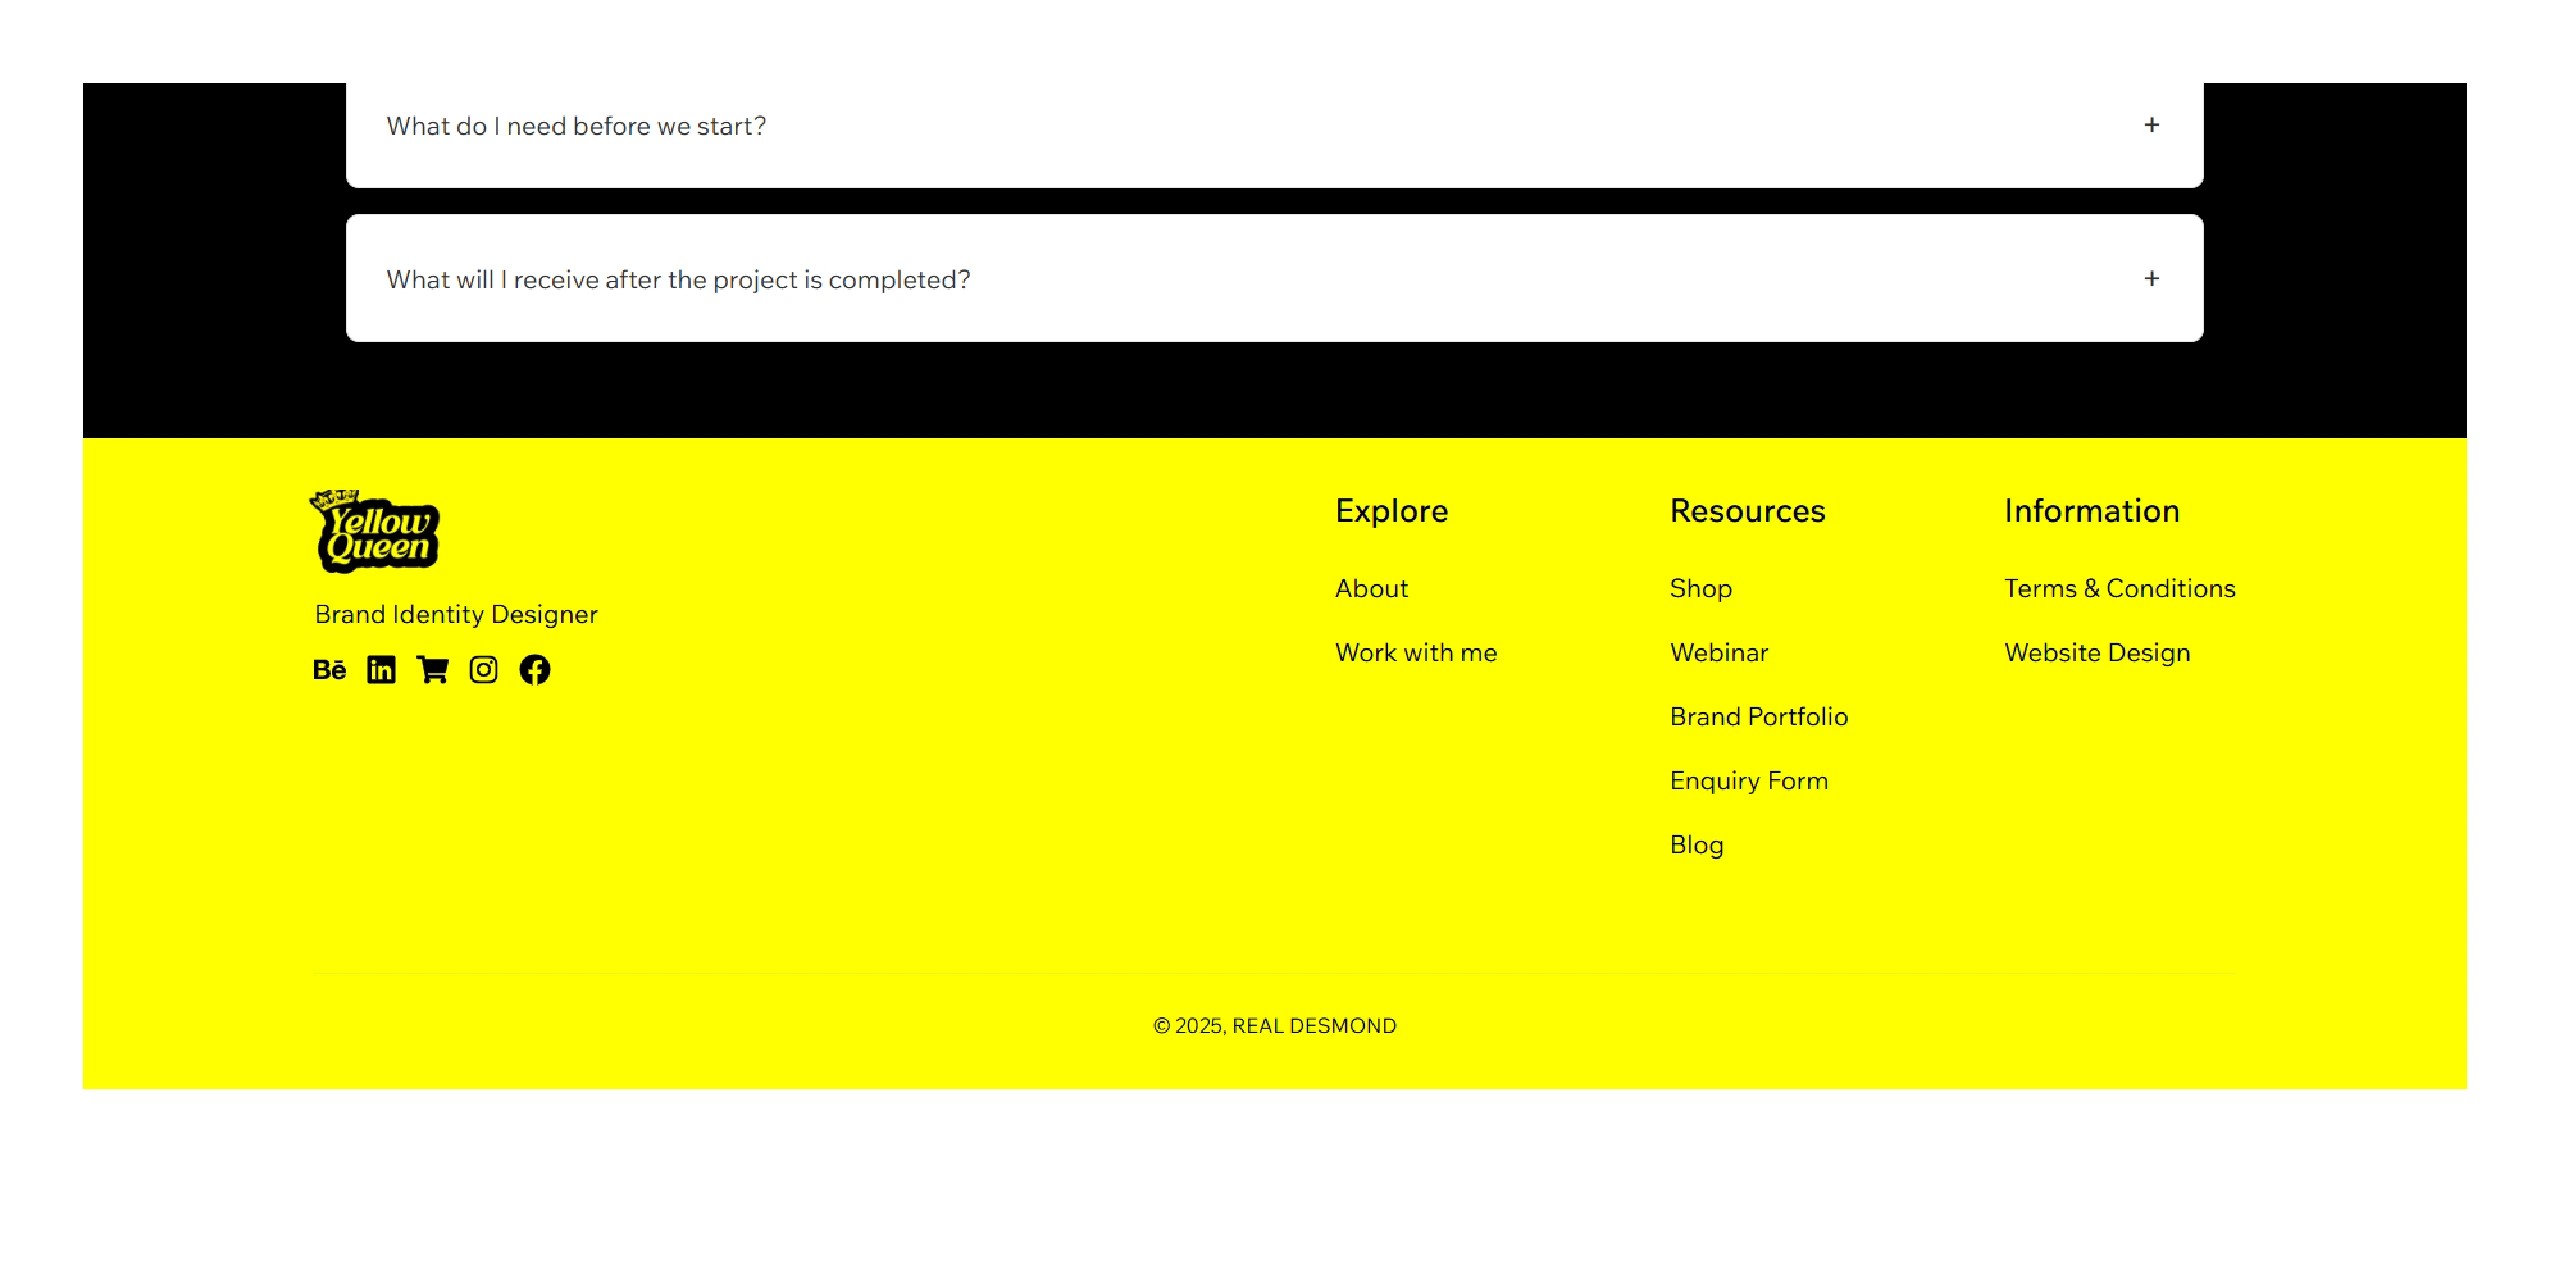 What do I need before we start?
+
What will I receive after the project is completed?
+
Yellow
Queen
Brand Identity Designer
Bē in
Explore
About
Work with me
Resources
Shop
Webinar
Brand Portfolio
Enquiry Form
Blog
Information
Terms & Conditions
Website Design
© 2025, REAL DESMOND